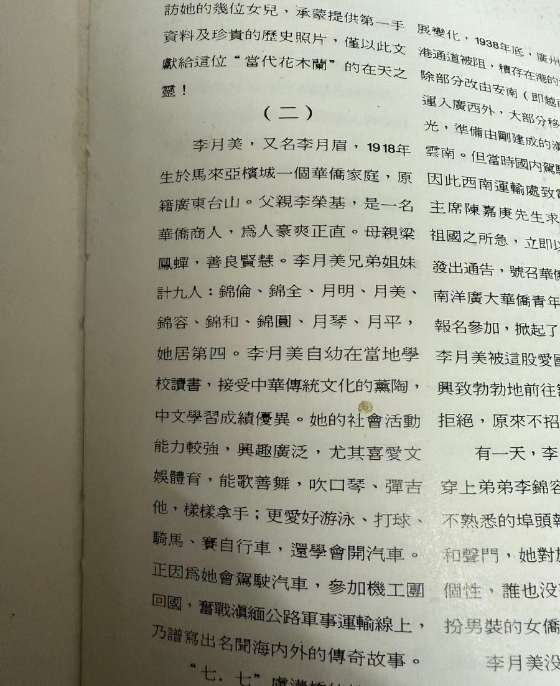 訪她的幾位女兒，承蒙提供第一手
資料及珍貴的歷史照片，僅以此文
獻給這位“當代花木蘭”的在天之
靈！
（二）
李月美，又名李月眉，1918年
生於馬來亞檳城一個華僑家庭，原
籍廣東台山。父親李榮基，是一名
華僑商人，爲人豪爽正直。母親梁
鳳蟬，善良賢慧。李月美兄弟姐妹
計九人：錦倫、錦全、月明、月美、
錦容、錦和、錦圓、月琴、月平，
她居第四。李月美自幼在當地學
校讀書，接受中華傳統文化的薰陶，
中文學習成績優異。她的社會活動
能力較強，興趣廣泛，尤其喜愛文
娛體育，能歌善舞，吹口琴、彈吉
他，樣樣拿手；更愛好游泳、打球、
騎馬、賽自行車，還學會開汽車。
正因爲她會駕駛汽車，參加機工團
回國，奮戰滇緬公路軍事運輸線上，
乃譜寫出名聞海內外的傳奇故事。
“七．七”盧溝橋
展變化，1938年底，廣州
港通道被阻，積存在港的
除部分改由安南（即越
運入廣西外，大部分移
光，準備由剛建成的滇
雲南。但當時國內駕駛
因此西南運輸處致電
主席陳嘉庚先生求
祖國之所急，立即以
發出通告，號召華僑
南洋廣大華僑青年
報名參加，掀起了
李月美被這股愛國
興致勃勃地前往
拒絕，原來不招
有一天，李
穿上弟弟李錦容
不熟悉的埠頭報
和聲門，她對
個性，誰也沒
扮男裝的女僑
李月美沒